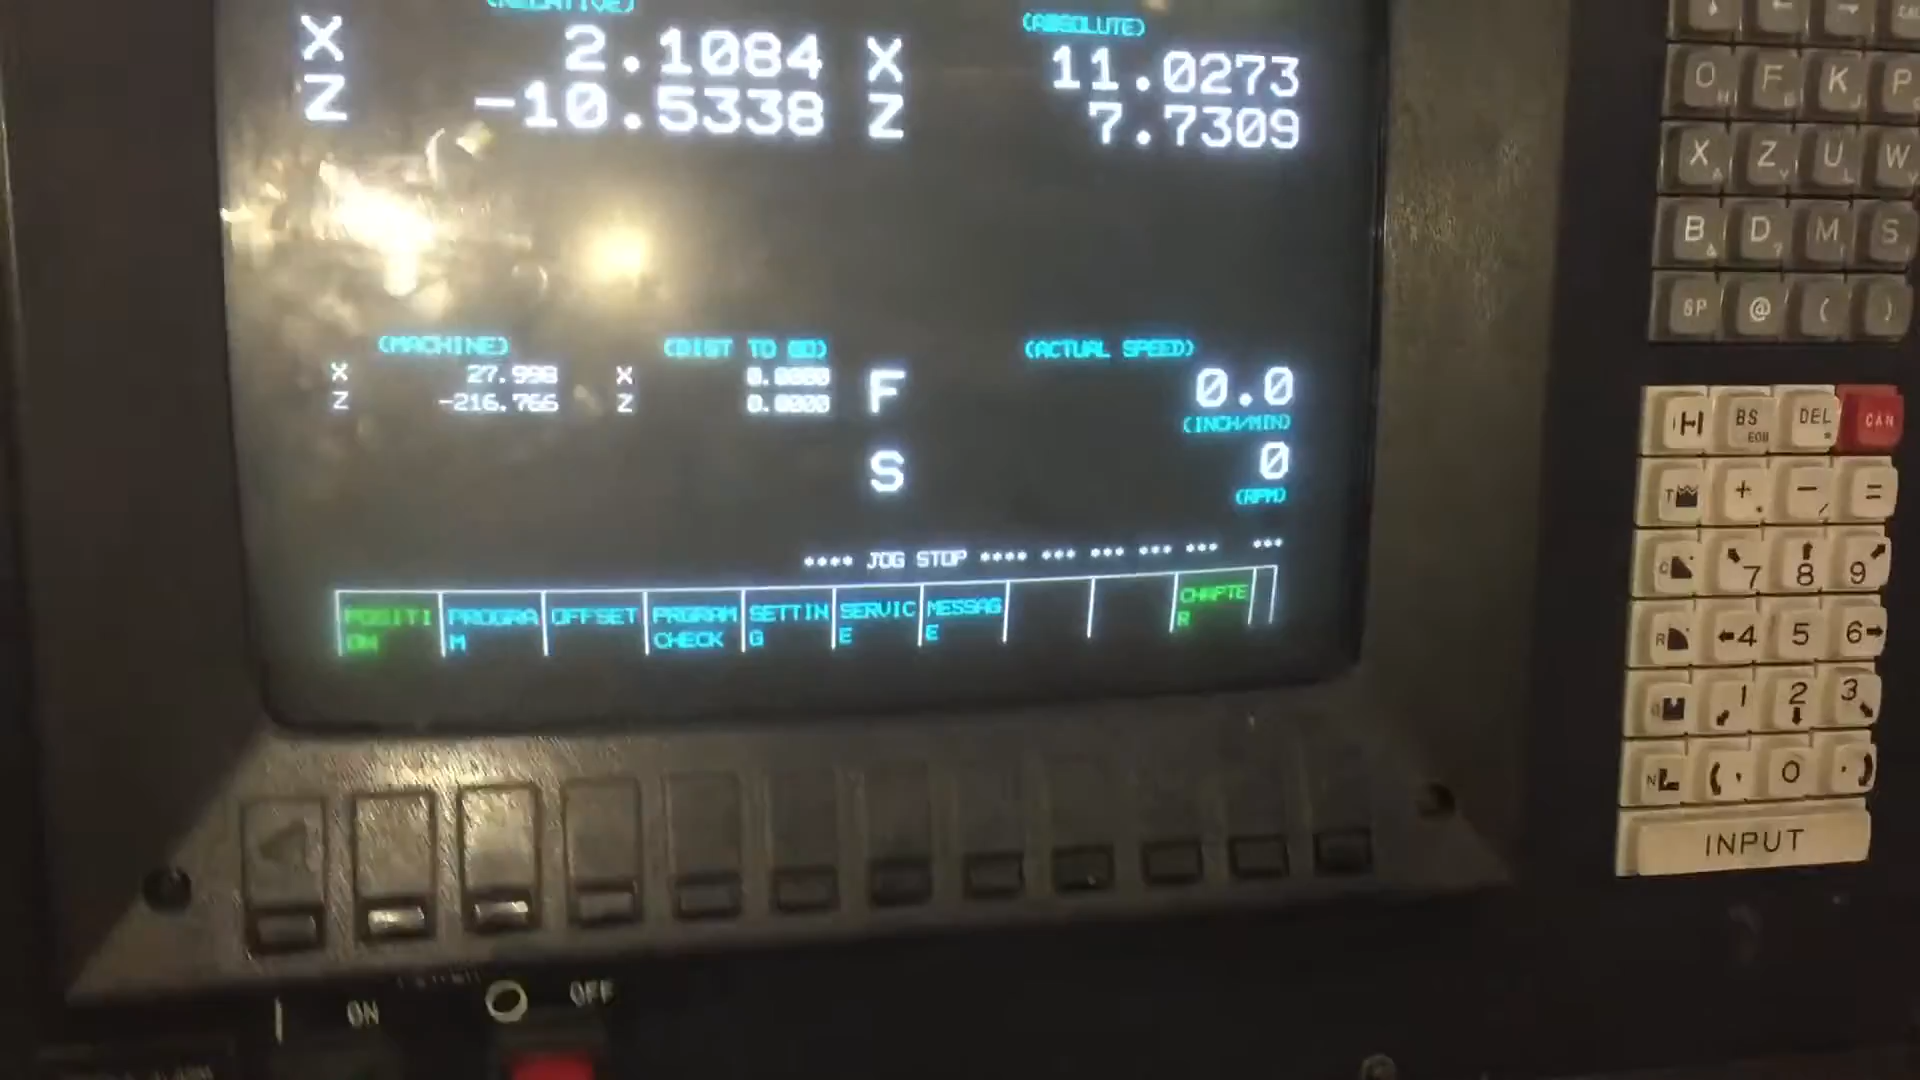 (RELATIVE)
X 2.1084
Z -10.5338
(ABSOLUTE)
X 11.0273
Z 7.7309
(MACHINE)
X 27.998
Z -216.766
(DIST TO GO)
X 0.0000
Z 0.0000
(ACTUAL SPEED)
F 0.0
(INCH/MIN)
S 0
(RPM)
**** JOG STOP **** *** *** *** *** ***
POSITI
ON
PROGRA
M
OFFSET
PROGRAM
CHECK
SETTIN
G
SERVIC
E
MESSAG
E
CHAPTE
R
| ON OFF
O F K P
X Z U W
B D M S
SP @ ( )
H BS EOB DEL CAN
T + - =
C 7 8 9
R 4 5 6
G 1 2 3
N 0
INPUT